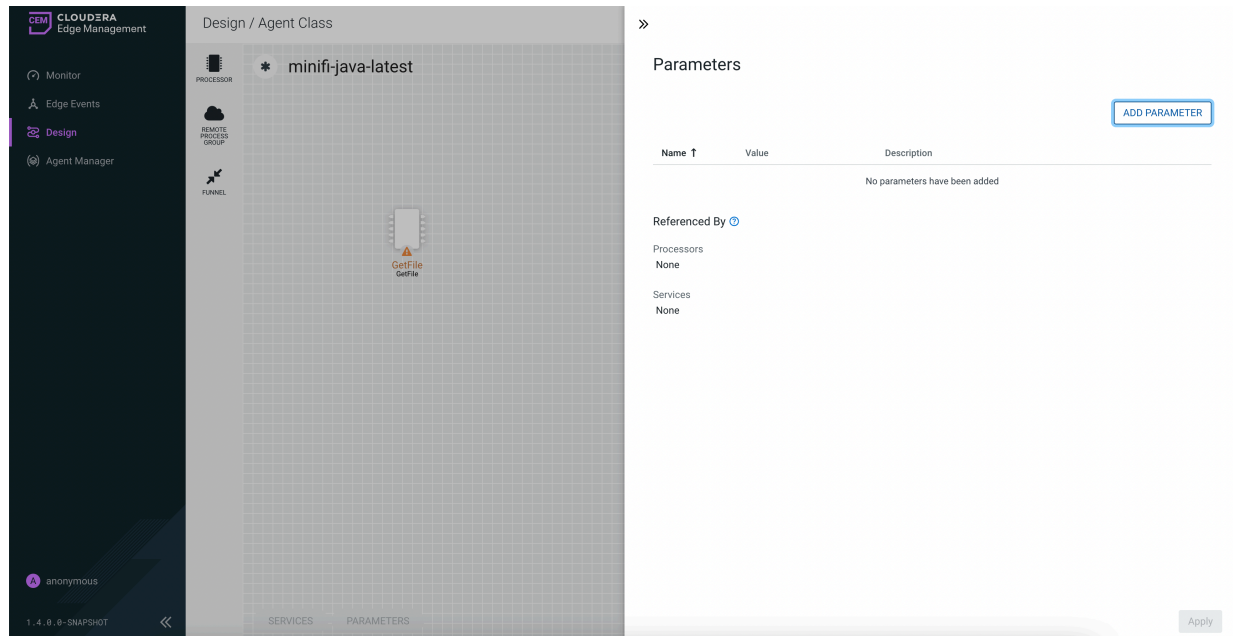 CEM CLOUDERA
Edge Management
Monitor
Edge Events
Design
Agent Manager
A anonymous
1.4.0.0-SNAPSHOT
Design / Agent Class
PROCESSOR
REMOTE
PROCESS
GROUP
FUNNEL
minifi-java-latest
GetFile
GetFile
SERVICES PARAMETERS
Parameters
ADD PARAMETER
Name Value Description
No parameters have been added
Referenced By
Processors
None
Services
None
Apply